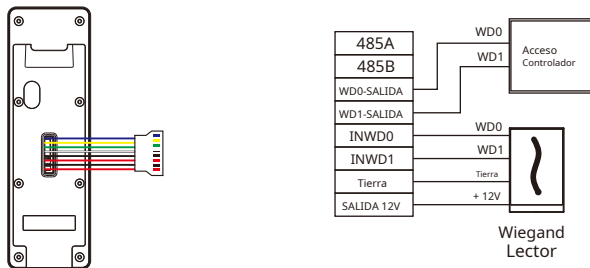 485A
485B
WD0-SALIDA
WD1-SALIDA
INWD0
INWD1
Tierra
SALIDA 12V
WD0
WD1
Acceso
Controlador
WD0
WD1
Tierra
+ 12V
Wiegand
Lector